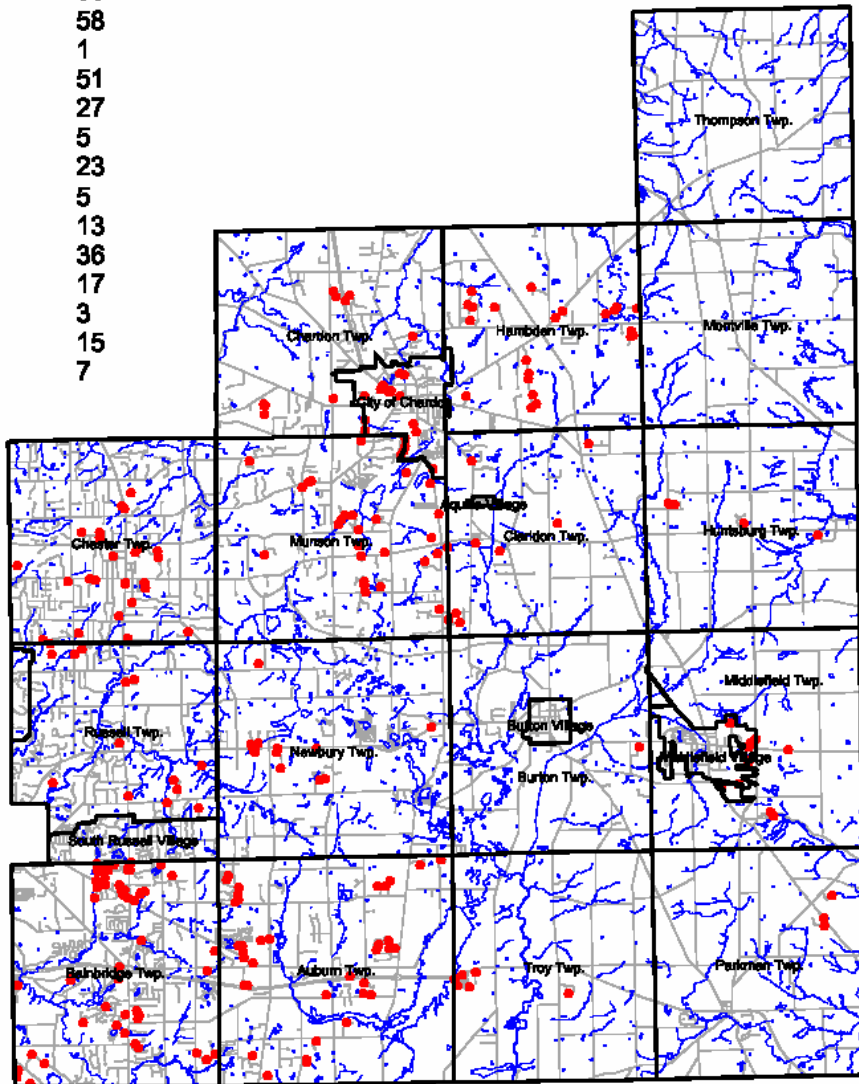 58
1
51
27
5
23
5
13
36
17
3
15
7
Thompson Twp.
Chardon Twp.
Hambden Twp.
Montville Twp.
City of Chardon
Aquilla Village
Chester Twp.
Munson Twp.
Claridon Twp.
Huntsburg Twp.
Middlefield Twp.
Russell Twp.
Newbury Twp.
Burton Village
Middlefield Village
Burton Twp.
South Russell Village
Bainbridge Twp.
Auburn Twp.
Troy Twp.
Parkman Twp.